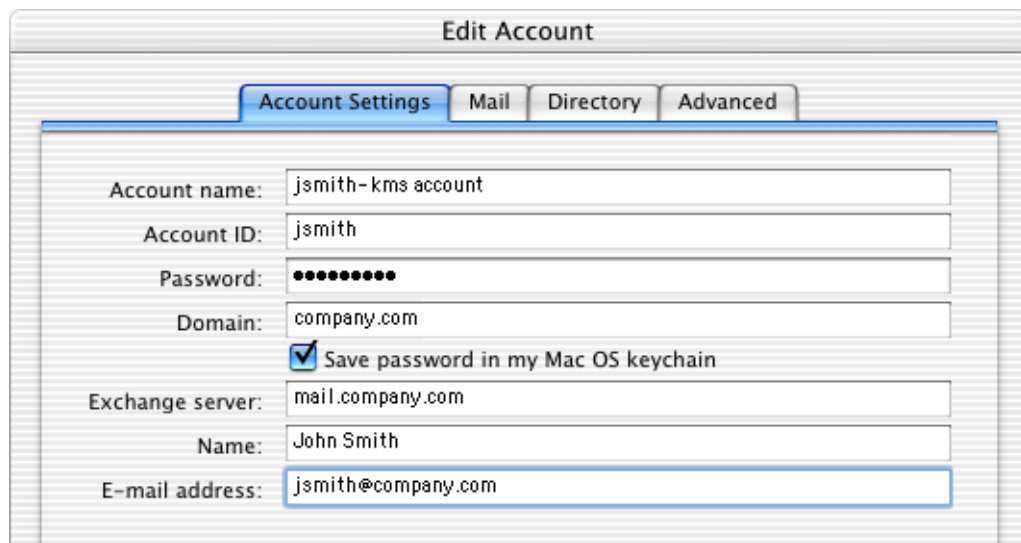 Edit Account
Account Settings Mail Directory Advanced
Account name: jsmith-kms account
Account ID: jsmith
Password: •••••••••
Domain: company.com
Save password in my Mac OS keychain
Exchange server: mail.company.com
Name: John Smith
E-mail address: jsmith@company.com